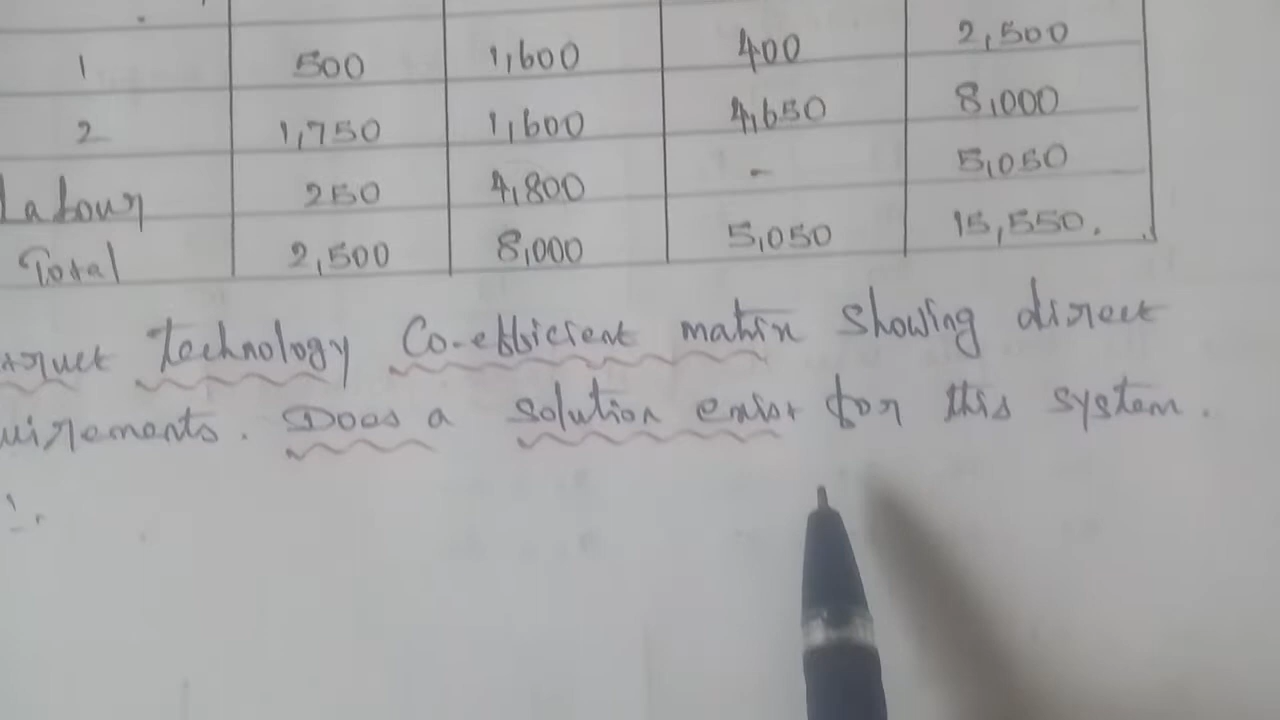 1 500 1,600 400 2,500
2 1,750 1,600 4,650 8,000
Labour 250 4,800 - 5,050
Total 2,500 8,000 5,050 15,550.
technology Co-efficient matrix showing direct
Does a solution exist for this system.